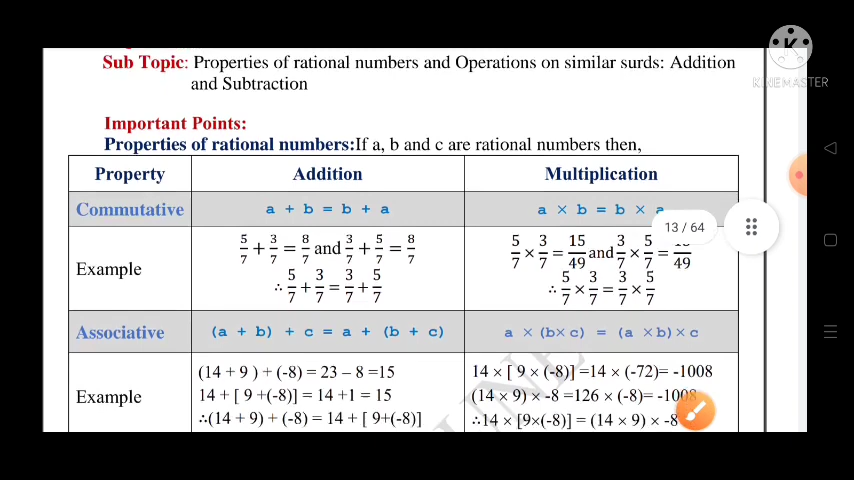 KINEMASTER
Sub Topic: Properties of rational numbers and Operations on similar surds: Addition
and Subtraction
Important Points:
Properties of rational numbers:If a, b and c are rational numbers then,
Property Addition Multiplication
Commutative a + b = b + a a × b = b × a
13 / 64
Example
5/7 + 3/7 = 8/7 and 3/7 + 5/7 = 8/7
∴ 5/7 + 3/7 = 3/7 + 5/7
5/7 × 3/7 = 15/49 and 3/7 × 5/7 = /49
∴ 5/7 × 3/7 = 3/7 × 5/7
Associative (a + b) + c = a + (b + c) a × (b× c) = (a ×b)× c
Example
(14 + 9 ) + (-8) = 23 – 8 =15
14 + [ 9 +(-8)] = 14 +1 = 15
∴(14 + 9) + (-8) = 14 + [ 9+(-8)]
14 × [ 9 × (-8)] =14 × (-72)= -1008
(14 × 9) × -8 =126 × (-8)= -1008
∴14 × [9×(-8)] = (14 × 9) × -8